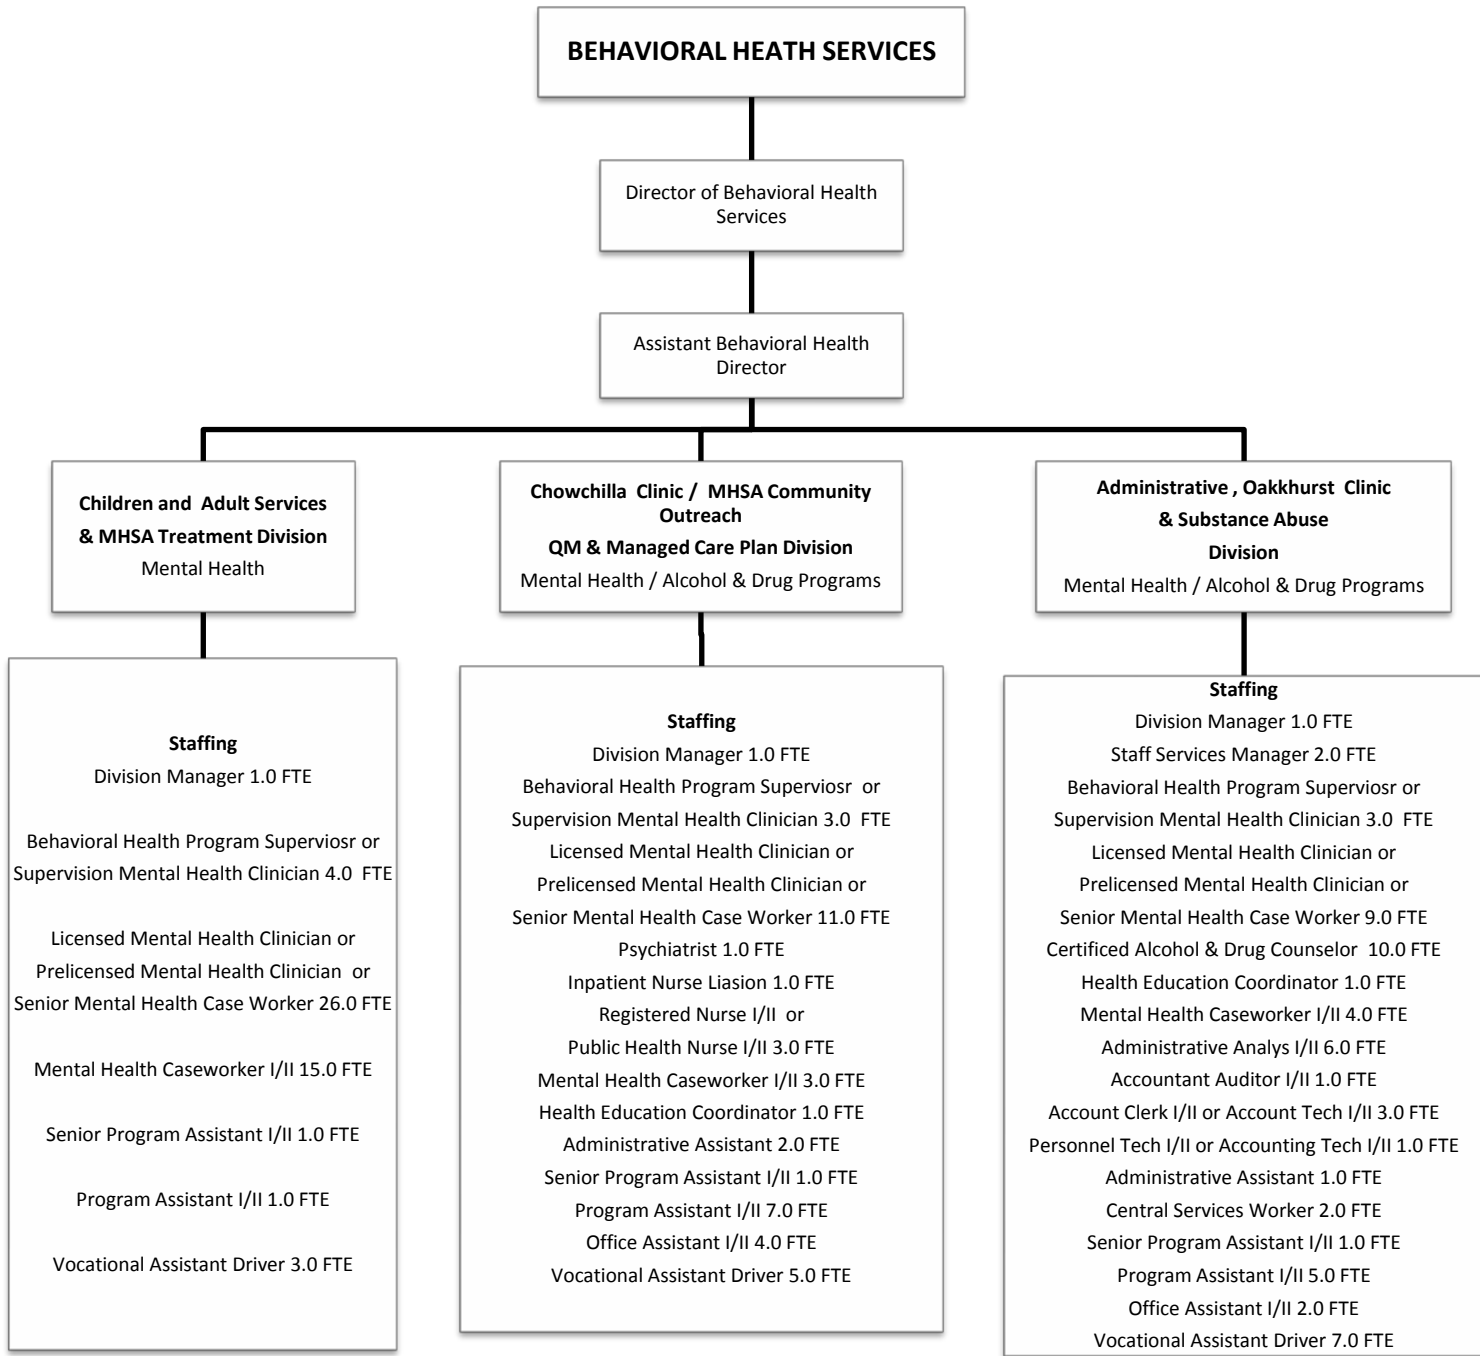 BEHAVIORAL HEATH SERVICES
Director of Behavioral Health
Services
Assistant Behavioral Health
Director
Children and Adult Services
& MHSA Treatment Division
Mental Health
Chowchilla Clinic / MHSA Community
Outreach
QM & Managed Care Plan Division
Mental Health / Alcohol & Drug Programs
Administrative , Oakkhurst Clinic
& Substance Abuse
Division
Mental Health / Alcohol & Drug Programs
Staffing
Division Manager 1.0 FTE
Behavioral Health Program Superviosr or
Supervision Mental Health Clinician 4.0 FTE
Licensed Mental Health Clinician or
Prelicensed Mental Health Clinician or
Senior Mental Health Case Worker 26.0 FTE
Mental Health Caseworker I/II 15.0 FTE
Senior Program Assistant I/II 1.0 FTE
Program Assistant I/II 1.0 FTE
Vocational Assistant Driver 3.0 FTE
Staffing
Division Manager 1.0 FTE
Behavioral Health Program Superviosr or
Supervision Mental Health Clinician 3.0 FTE
Licensed Mental Health Clinician or
Prelicensed Mental Health Clinician or
Senior Mental Health Case Worker 11.0 FTE
Psychiatrist 1.0 FTE
Inpatient Nurse Liasion 1.0 FTE
Registered Nurse I/II or
Public Health Nurse I/II 3.0 FTE
Mental Health Caseworker I/II 3.0 FTE
Health Education Coordinator 1.0 FTE
Administrative Assistant 2.0 FTE
Senior Program Assistant I/II 1.0 FTE
Program Assistant I/II 7.0 FTE
Office Assistant I/II 4.0 FTE
Vocational Assistant Driver 5.0 FTE
Staffing
Division Manager 1.0 FTE
Staff Services Manager 2.0 FTE
Behavioral Health Program Superviosr or
Supervision Mental Health Clinician 3.0 FTE
Licensed Mental Health Clinician or
Prelicensed Mental Health Clinician or
Senior Mental Health Case Worker 9.0 FTE
Certificed Alcohol & Drug Counselor 10.0 FTE
Health Education Coordinator 1.0 FTE
Mental Health Caseworker I/II 4.0 FTE
Administrative Analys I/II 6.0 FTE
Accountant Auditor I/II 1.0 FTE
Account Clerk I/II or Account Tech I/II 3.0 FTE
Personnel Tech I/II or Accounting Tech I/II 1.0 FTE
Administrative Assistant 1.0 FTE
Central Services Worker 2.0 FTE
Senior Program Assistant I/II 1.0 FTE
Program Assistant I/II 5.0 FTE
Office Assistant I/II 2.0 FTE
Vocational Assistant Driver 7.0 FTE